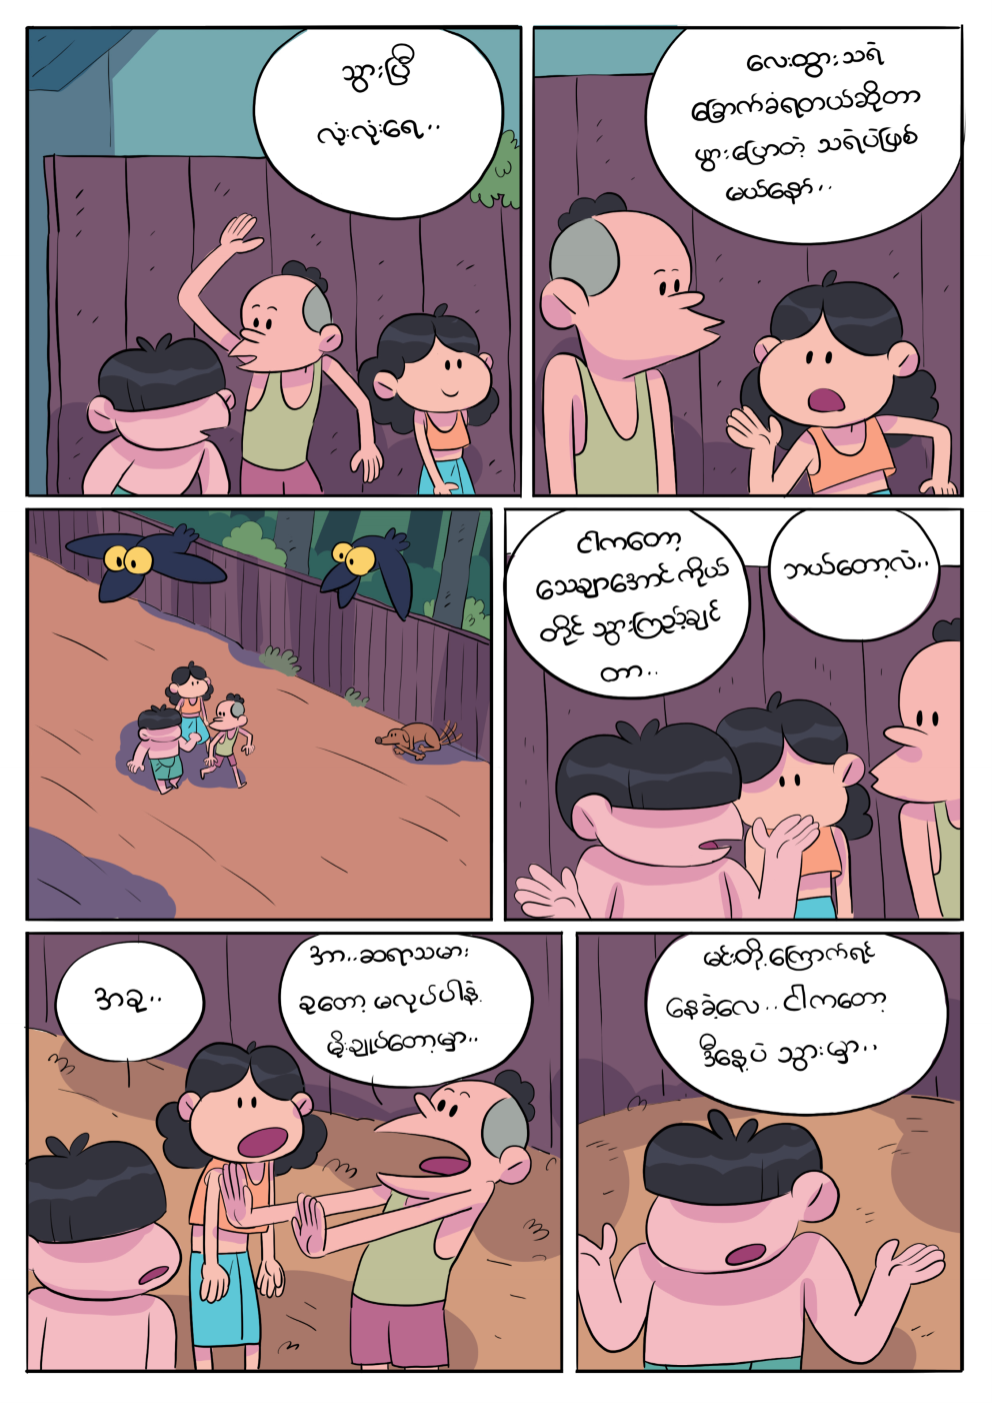 သွားပြီ
လုံးလုံးရေ..
လေးထွားသရဲ
ခြောက်ခံရတယ်ဆိုတာ
ဖွားပြောတဲ့ သရဲပဲဖြစ်
မယ်နော်..
ငါကတော့
သေချာအောင် ကိုယ်
တိုင် သွားကြည့်ချင်
တာ..
ဘယ်တော့လဲ..
အခု..
အာ..ဆရာသမား
ခုတော့ မလုပ်ပါနဲ့
မိုးချုပ်တော့မှာ..
မင်းတို့ကြောက်ရင်
နေခဲ့လေ..ငါကတော့
ဒီနေ့ပဲ သွားမှာ..